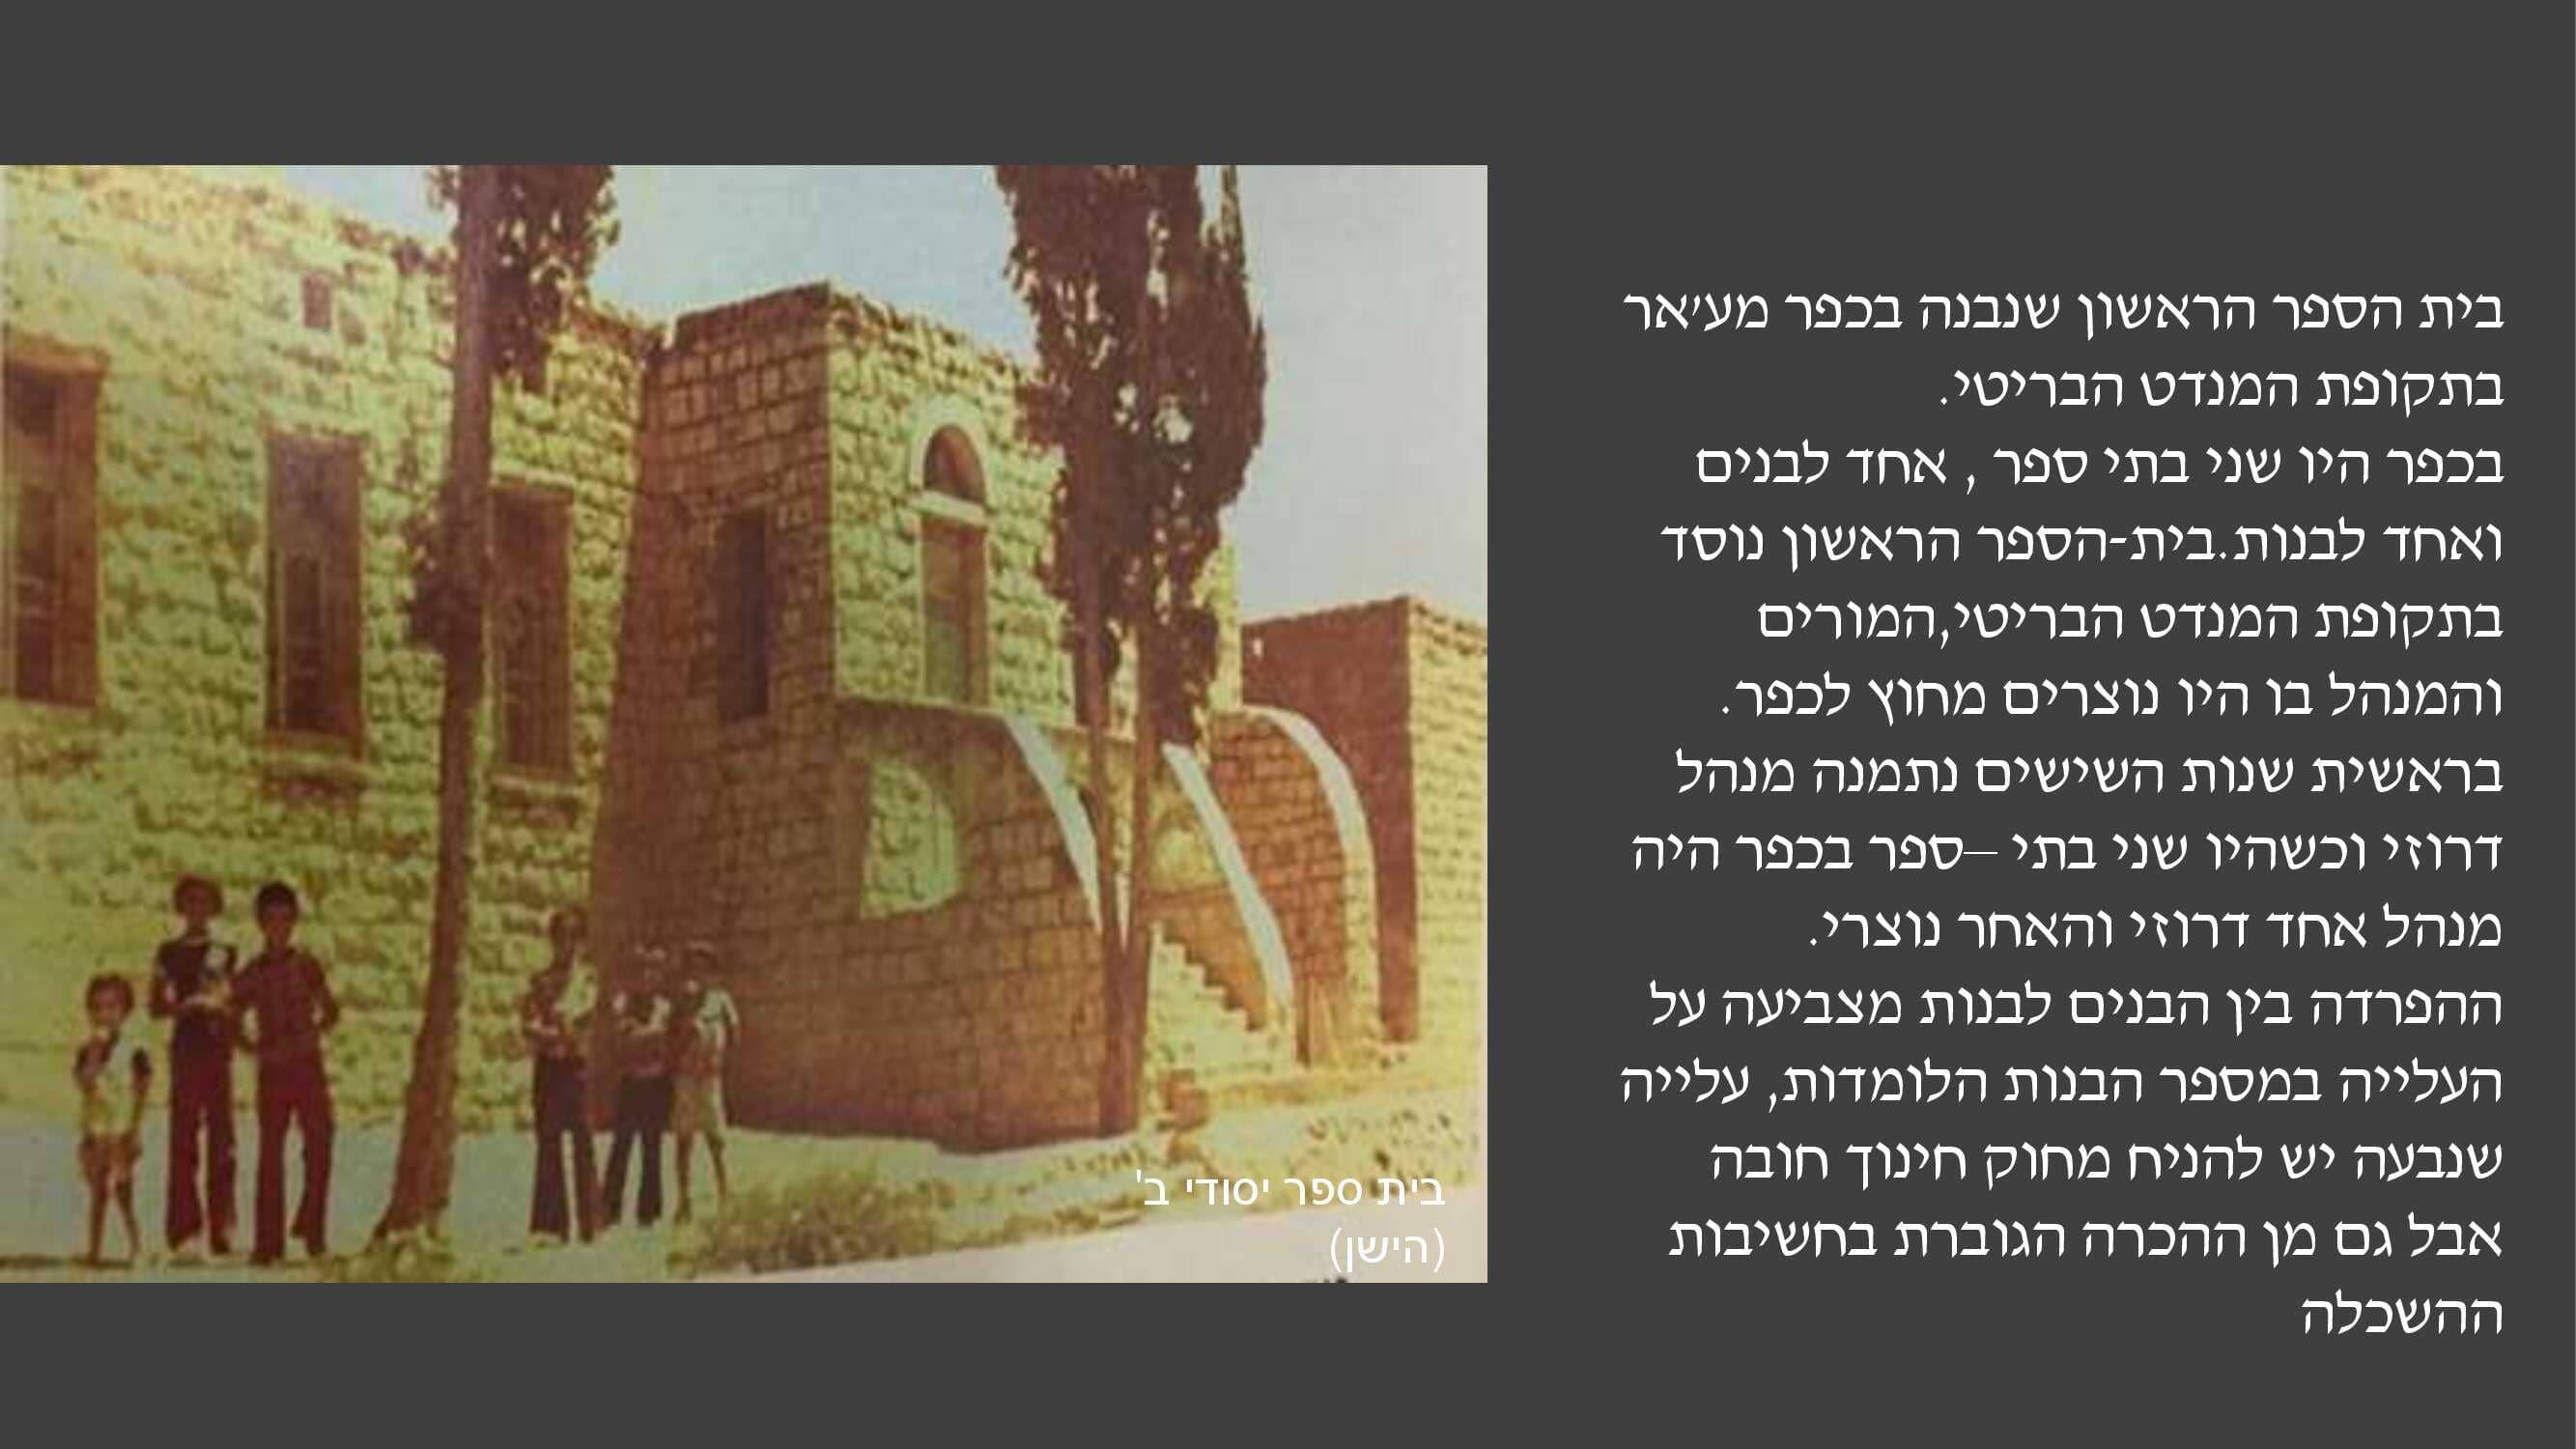 בית הספר הראשון שנבנה בכפר מעיאר
בתקופת המנדט הבריטי.
בכפר היו שני בתי ספר , אחד לבנים
ואחד לבנות.בית-הספר הראשון נוסד
בתקופת המנדט הבריטי,המורים
והמנהל בו היו נוצרים מחוץ לכפר.
בראשית שנות השישים נתמנה מנהל
דרוזי וכשהיו שני בתי –ספר בכפר היה
מנהל אחד דרוזי והאחר נוצרי.
ההפרדה בין הבנים לבנות מצביעה על
העלייה במספר הבנות הלומדות, עלייה
שנבעה יש להניח מחוק חינוך חובה
אבל גם מן ההכרה הגוברת בחשיבות
ההשכלה
בית ספר יסודי ב'
(הישן)